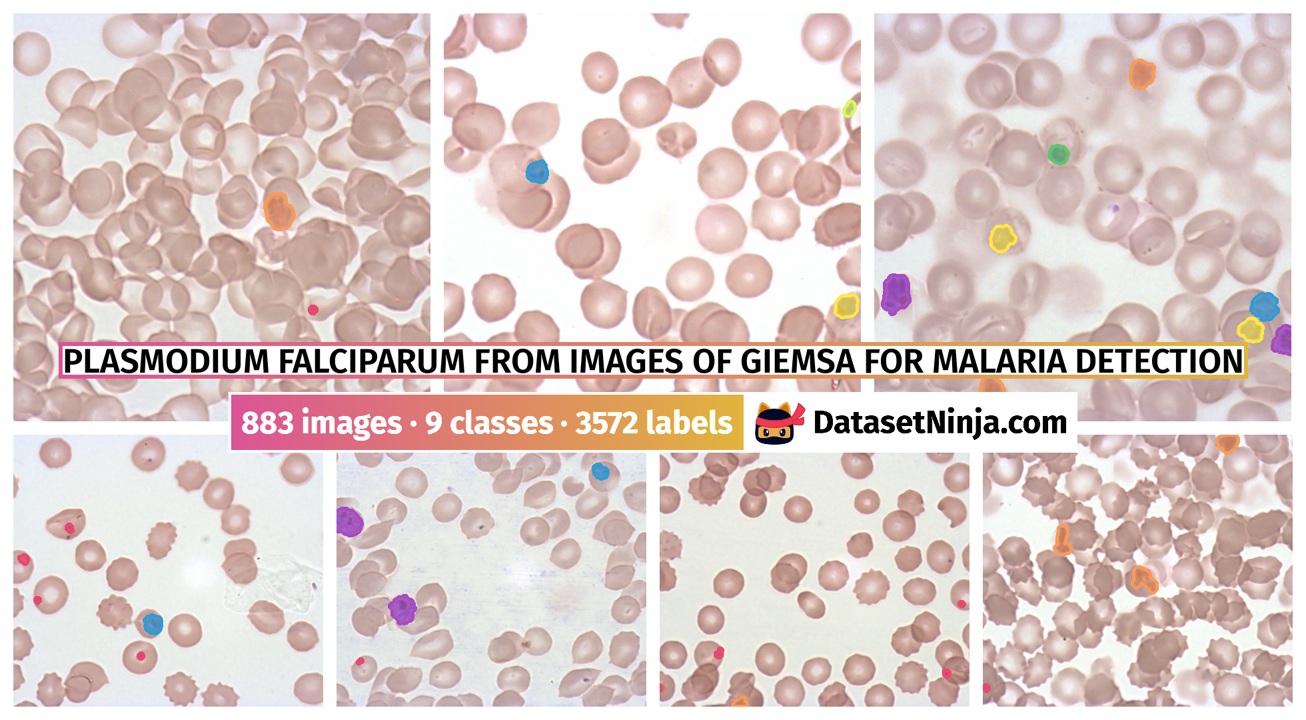 PLASMODIUM FALCIPARUM FROM IMAGES OF GIEMSA FOR MALARIA DETECTION
883 images · 9 classes · 3572 labels
DatasetNinja.com